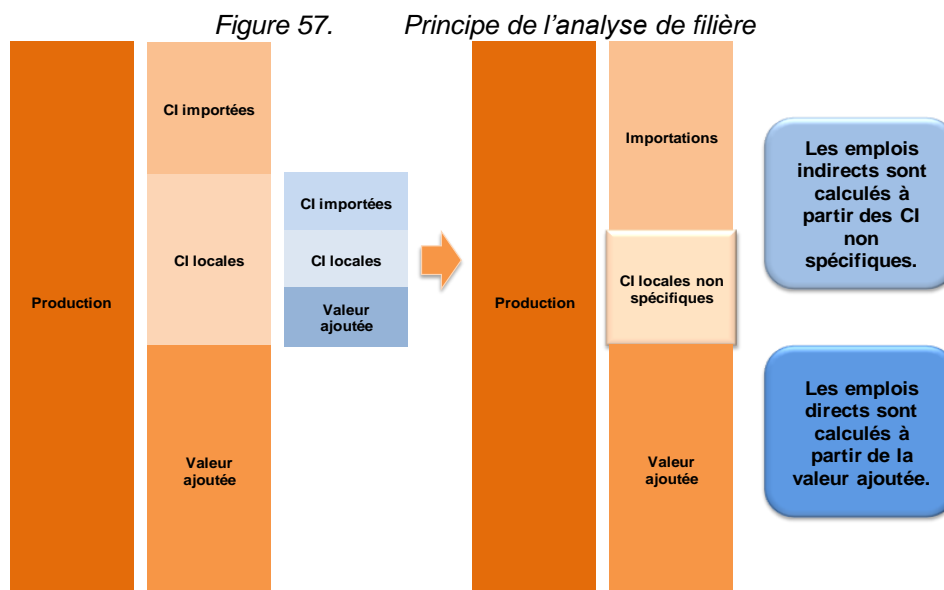 Figure 57. Principe de l’analyse de filière
Production
CI importées
CI locales
Valeur
ajoutée
CI importées
CI locales
Valeur
ajoutée
Production
Importations
CI locales non
spécifiques
Valeur
ajoutée
Les emplois
indirects sont
calculés à
partir des CI
non
spécifiques.
Les emplois
directs sont
calculés à
partir de la
valeur ajoutée.